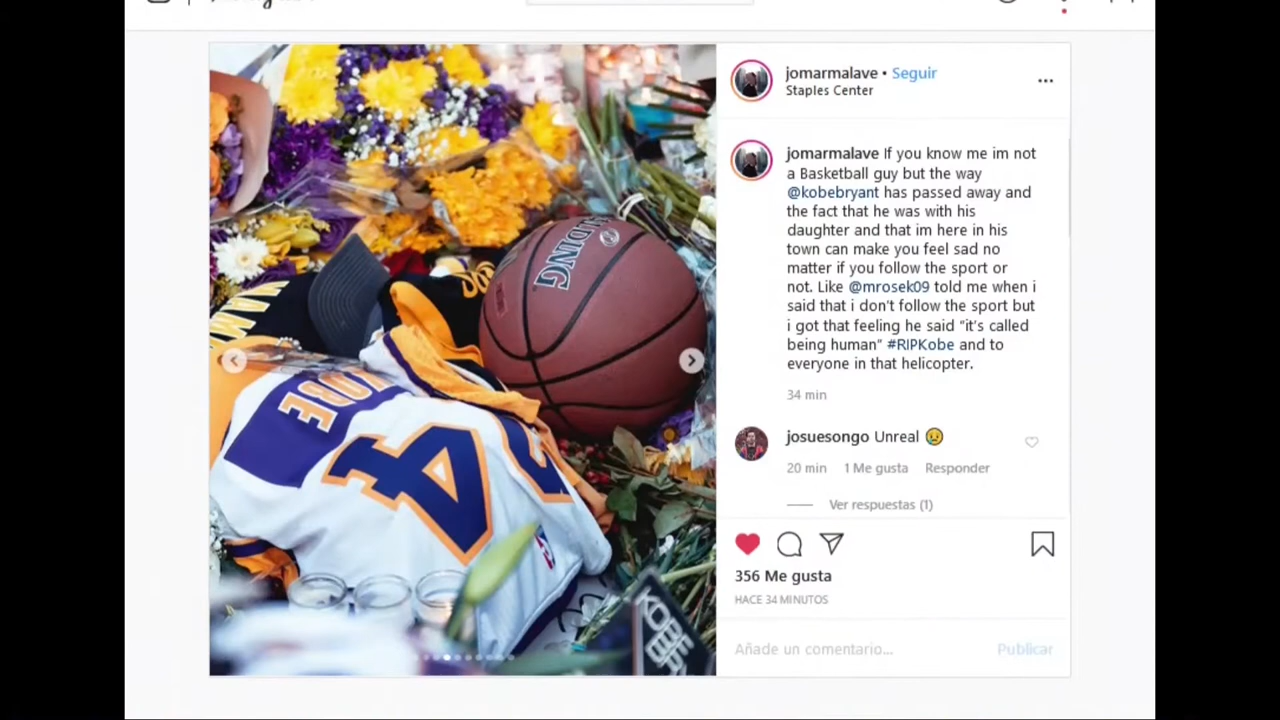 jomarmalave • Seguir
Staples Center
jomarmalave If you know me im not
a Basketball guy but the way
@kobebryant has passed away and
the fact that he was with his
daughter and that im here in his
town can make you feel sad no
matter if you follow the sport or
not. Like @mrosek09 told me when i
said that i don't follow the sport but
i got that feeling he said "it's called
being human" #RIPKobe and to
everyone in that helicopter.
34 min
josuesongo Unreal 😥
20 min 1 Me gusta Responder
Ver respuestas (1)
356 Me gusta
HACE 34 MINUTOS
Añade un comentario...
Publicar
KOBE